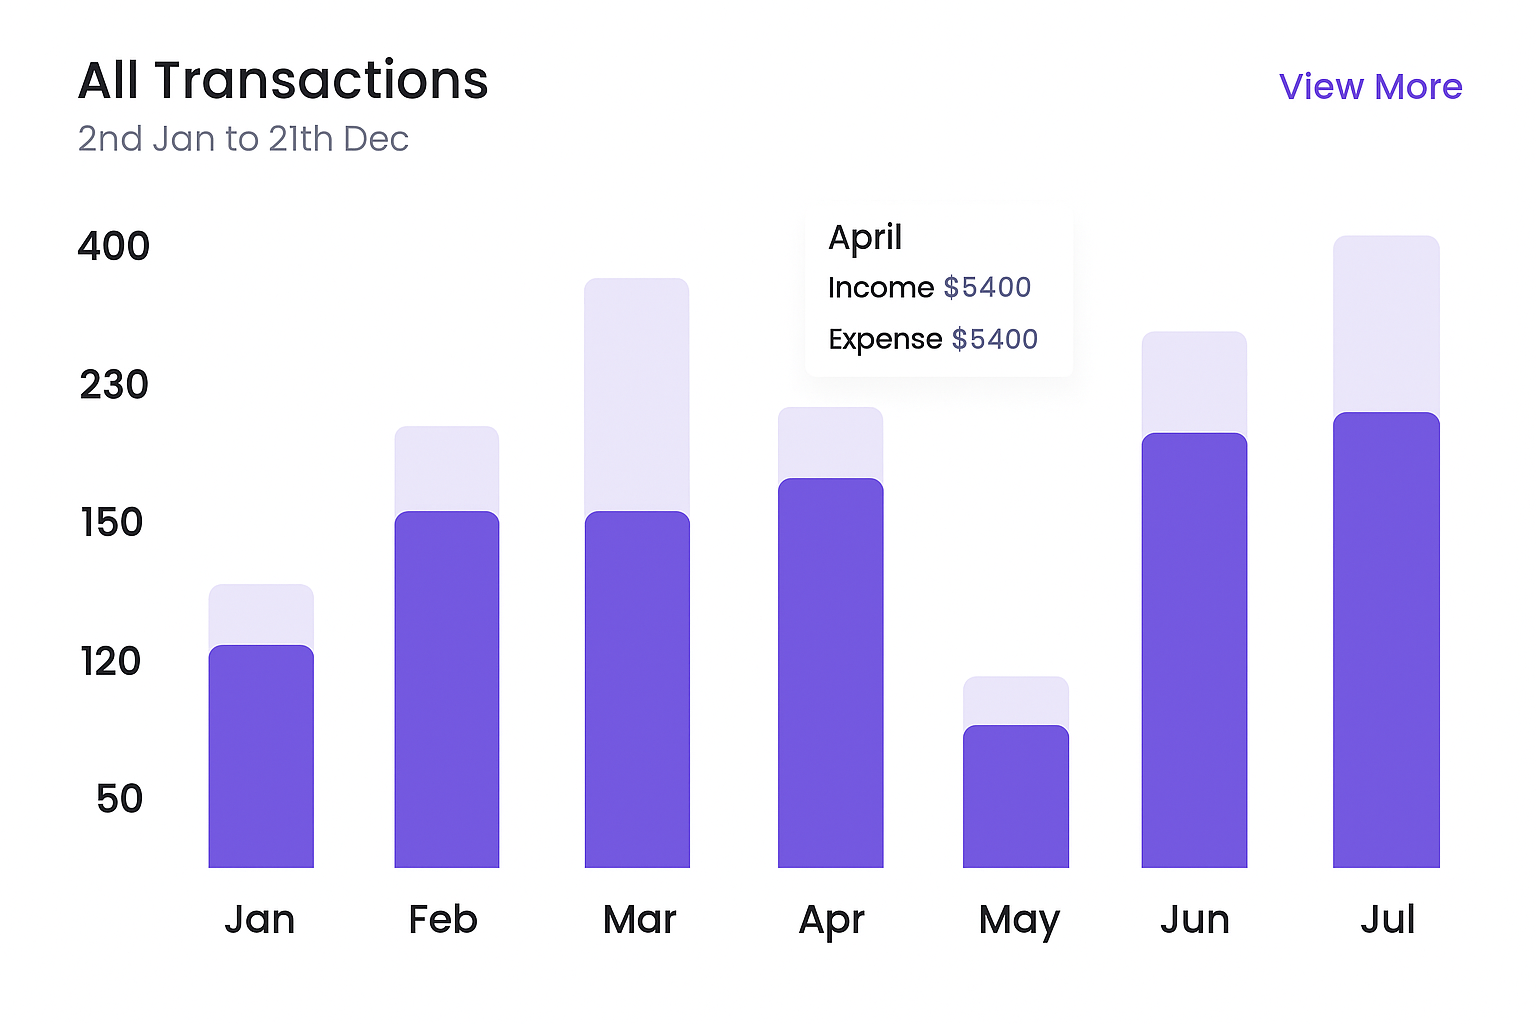 All Transactions
View More
2nd Jan to 21th Dec
400
230
150
120
50
April
Income $5400
Expense $5400
Jan Feb Mar Apr May Jun Jul